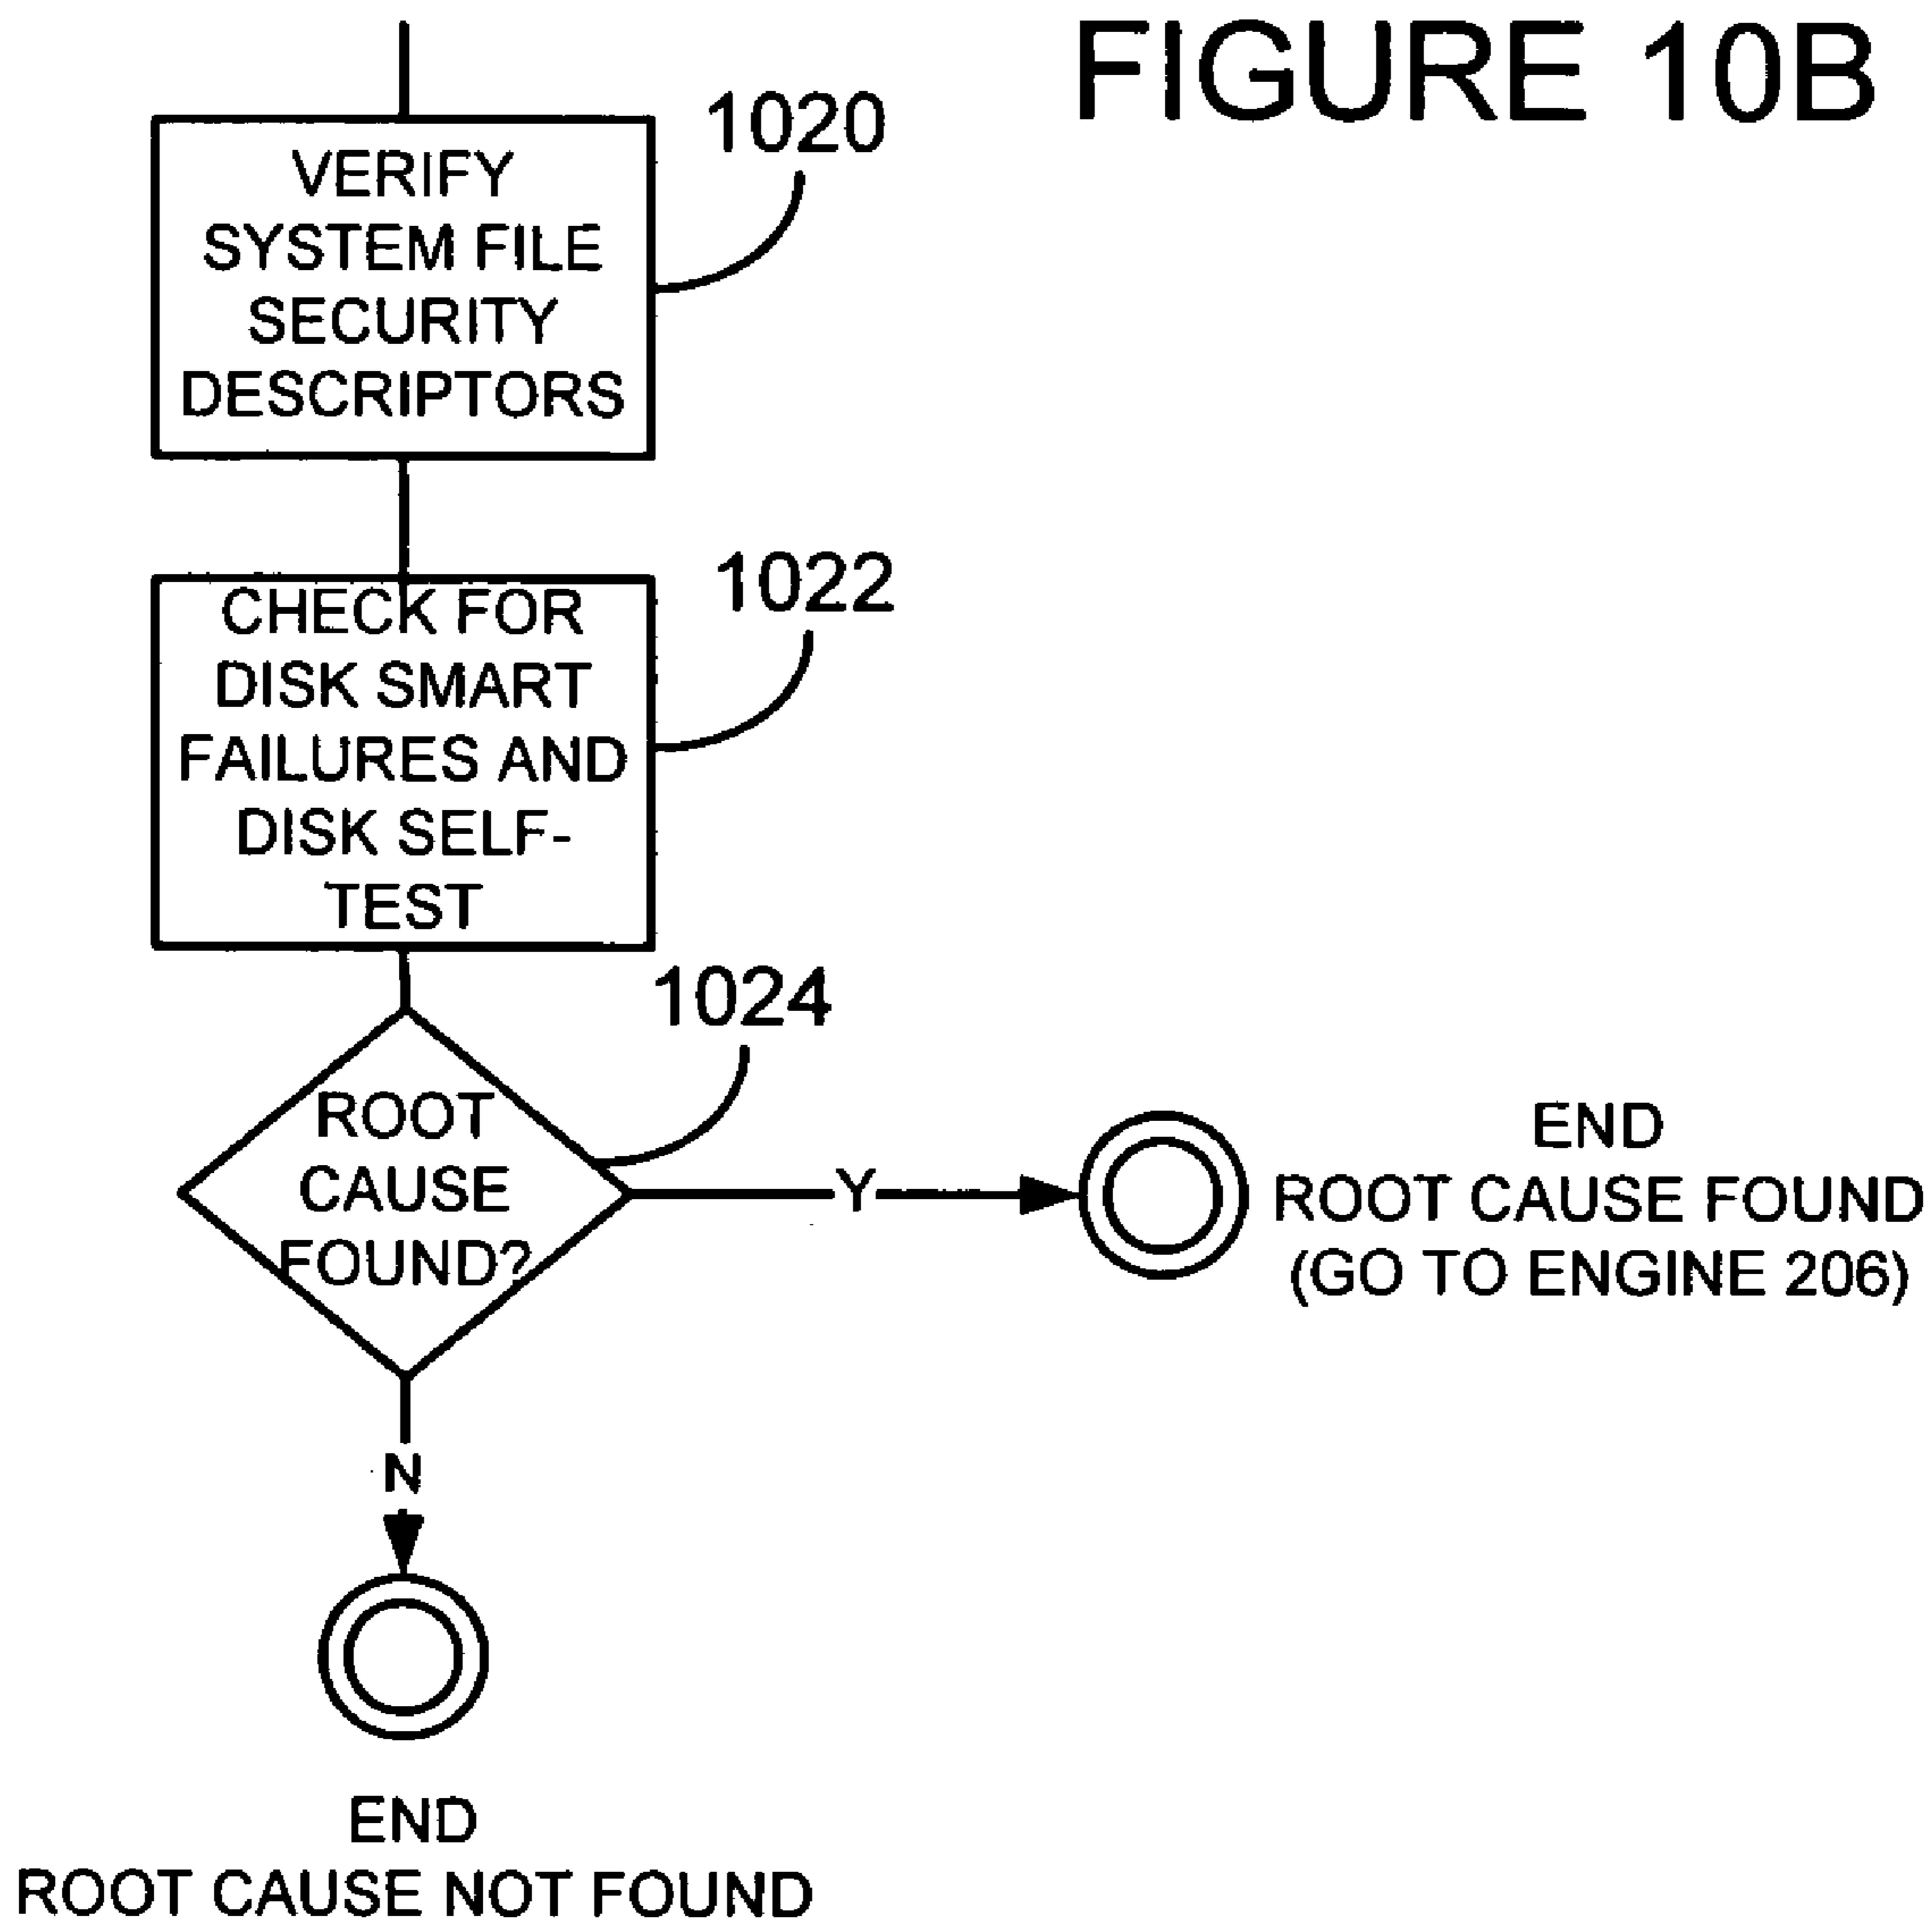 FIGURE 10B
1020
VERIFY
SYSTEM FILE
SECURITY
DESCRIPTORS
1022
CHECK FOR
DISK SMART
FAILURES AND
DISK SELF-
TEST
1024
ROOT
CAUSE
FOUND?
Y
END
ROOT CAUSE FOUND
(GO TO ENGINE 206)
N
END
ROOT CAUSE NOT FOUND